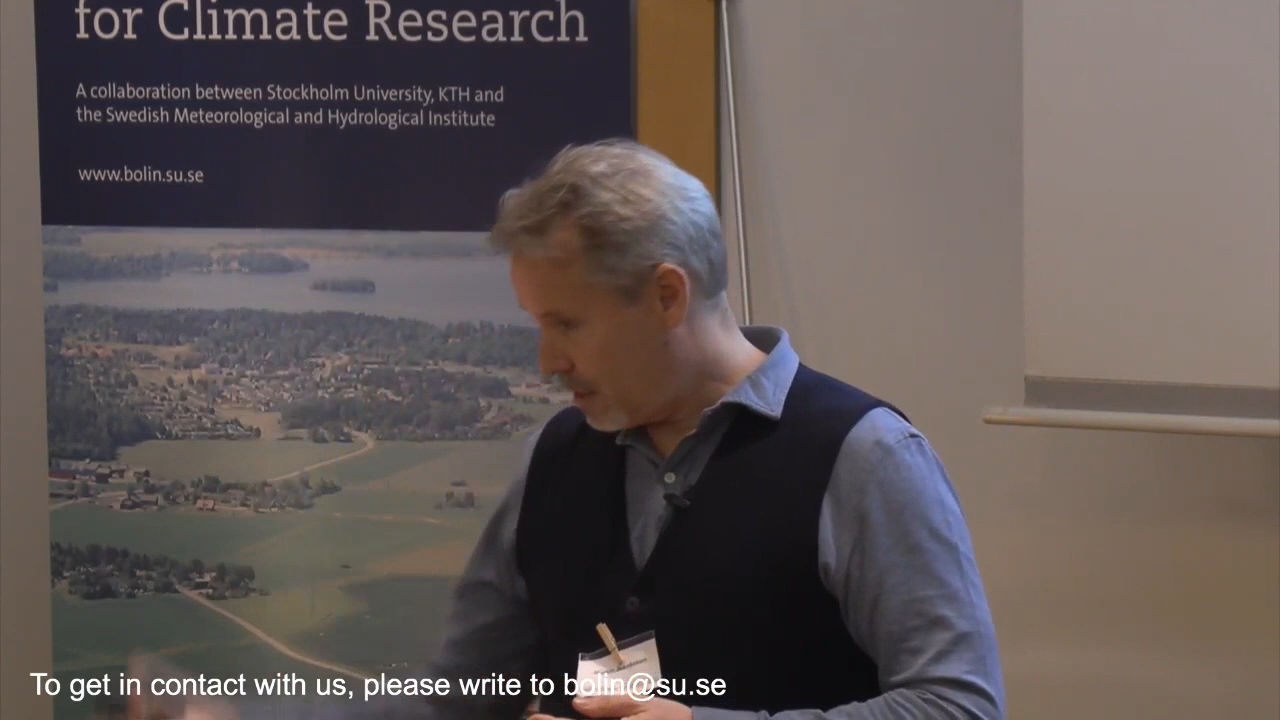 for Climate Research
A collaboration between Stockholm University, KTH and
the Swedish Meteorological and Hydrological Institute
www.bolin.su.se
To get in contact with us, please write to bolin@su.se